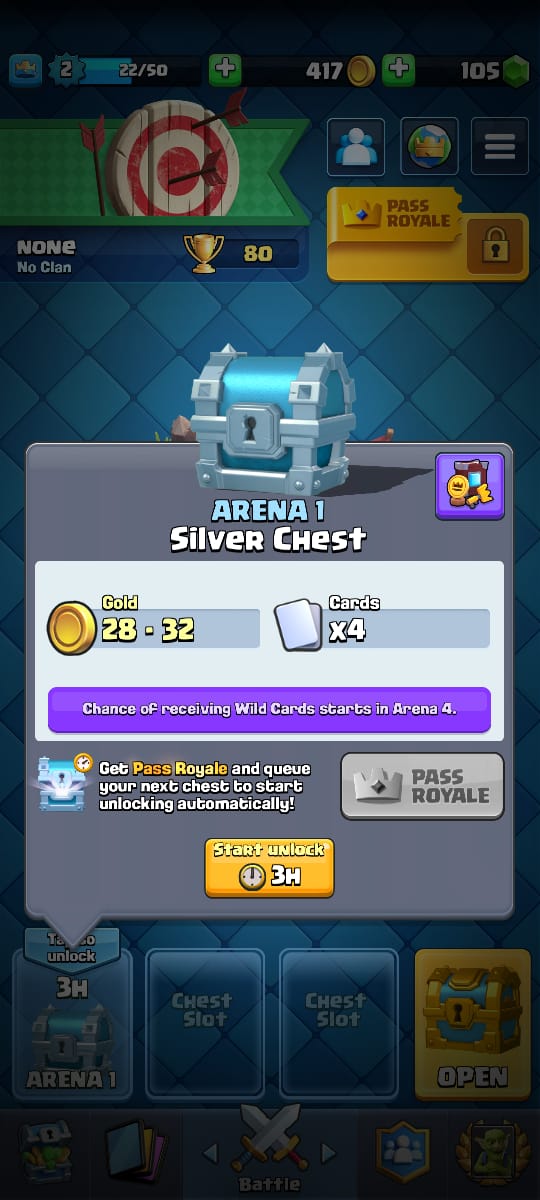 2
22/50
417
105
PASS
ROYALE
None
No Clan
80
ARENA 1
Silver Chest
Gold
28 - 32
Cards
x4
Chance of receiving Wild Cards starts in Arena 4.
Get Pass Royale and queue
your next chest to start
unlocking automatically!
PASS
ROYALE
Start unlock
3H
unlock
3H
ARENA 1
Chest
Slot
Chest
Slot
OPEN
Battle